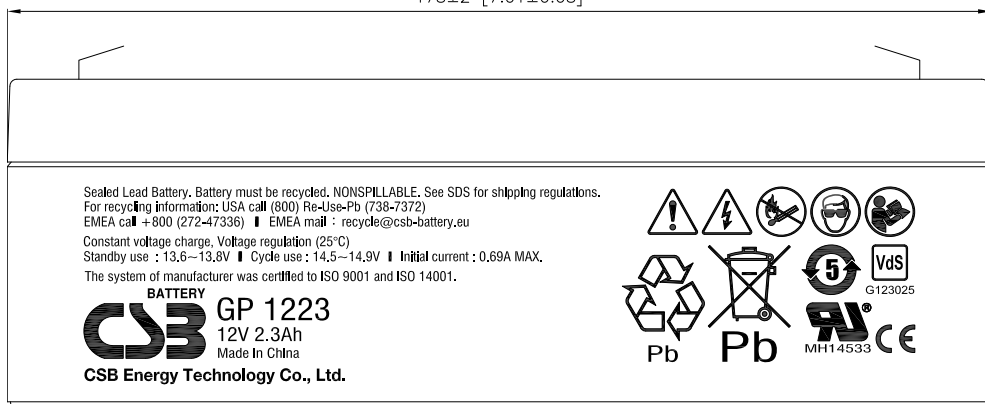 Sealed Lead Battery. Battery must be recycled. NONSPILLABLE. See SDS for shipping regulations.
For recycling information: USA call (800) Re-Use-Pb (738-7372)
EMEA call +800 (272-47336) ▮ EMEA mail : recycle@csb-battery.eu
Constant voltage charge, Voltage regulation (25°C)
Standby use : 13.6~13.8V ▮ Cycle use : 14.5~14.9V ▮ Initial current : 0.69A MAX.
The system of manufacturer was certified to ISO 9001 and ISO 14001.
BATTERY
CSB
GP 1223
12V 2.3Ah
Made In China
CSB Energy Technology Co., Ltd.
Pb
Pb
5
VdS
G123025
®
MH14533
CE